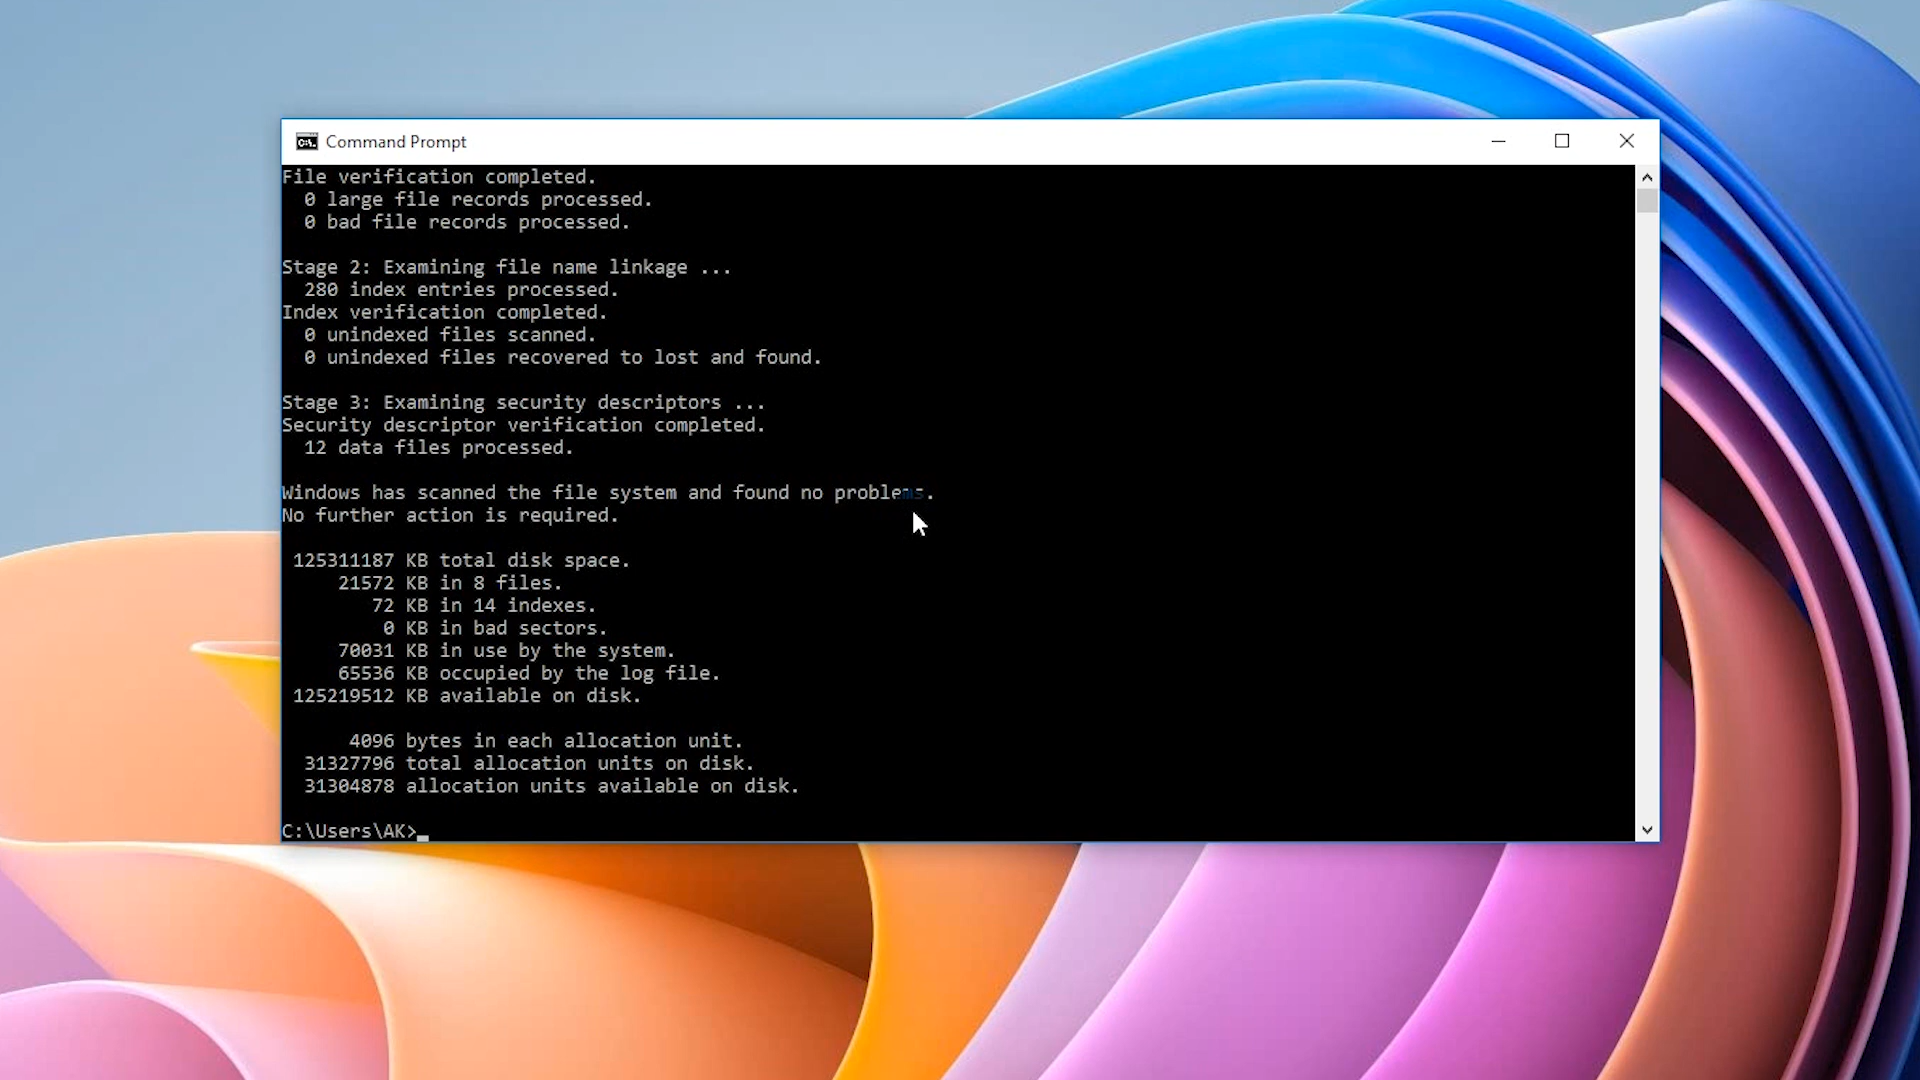 Command Prompt
File verification completed.
0 large file records processed.
0 bad file records processed.
Stage 2: Examining file name linkage ...
280 index entries processed.
Index verification completed.
0 unindexed files scanned.
0 unindexed files recovered to lost and found.
Stage 3: Examining security descriptors ...
Security descriptor verification completed.
12 data files processed.
Windows has scanned the file system and found no problems.
No further action is required.
125311187 KB total disk space.
21572 KB in 8 files.
72 KB in 14 indexes.
0 KB in bad sectors.
70031 KB in use by the system.
65536 KB occupied by the log file.
125219512 KB available on disk.
4096 bytes in each allocation unit.
31327796 total allocation units on disk.
31304878 allocation units available on disk.
C:\Users\AK>_